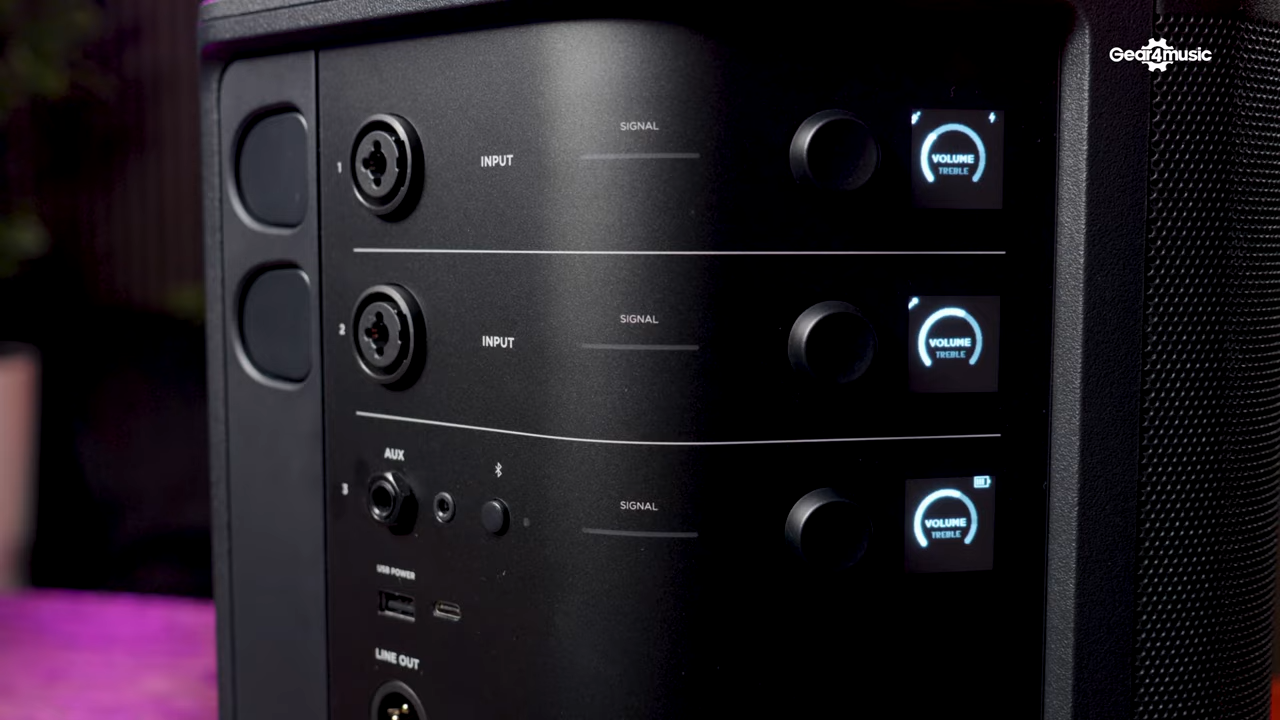 Gear4music
SIGNAL
1
INPUT
VOLUME
TREBLE
SIGNAL
2
INPUT
VOLUME
TREBLE
AUX
3
SIGNAL
VOLUME
TREBLE
USB POWER
LINE OUT